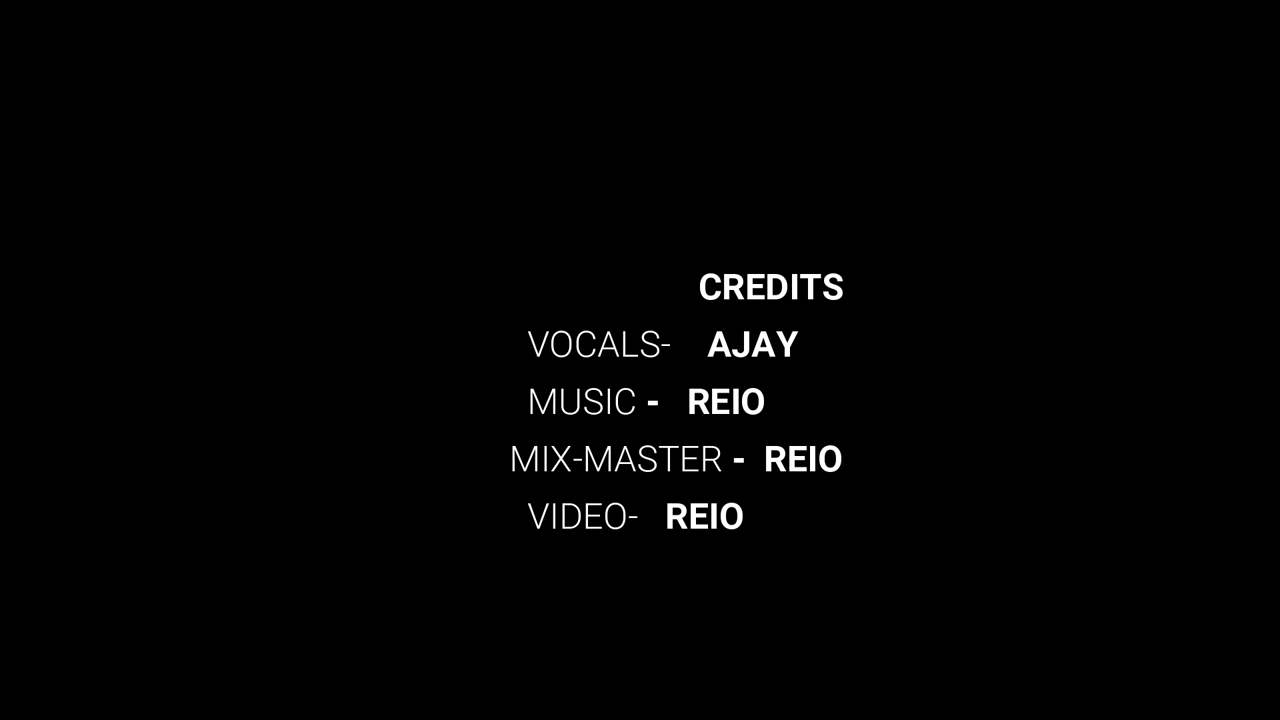 CREDITS
VOCALS- AJAY
MUSIC - REIO
MIX-MASTER - REIO
VIDEO- REIO